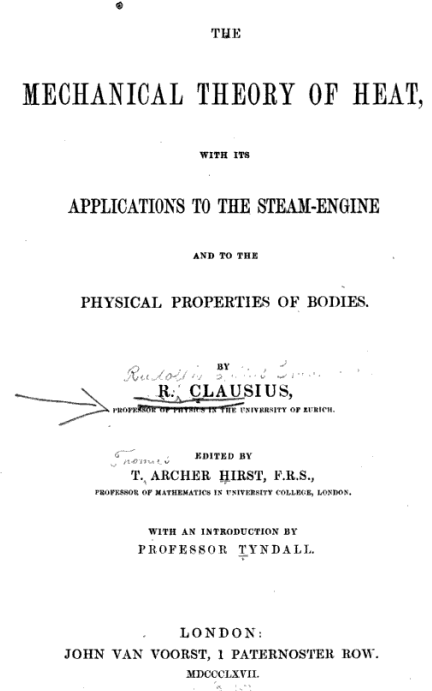 THE
MECHANICAL THEORY OF HEAT,
WITH ITS
APPLICATIONS TO THE STEAM-ENGINE
AND TO THE
PHYSICAL PROPERTIES OF BODIES.
BY
Rudolf
R. CLAUSIUS,
PROFESSOR OF PHYSICS IN THE UNIVERSITY OF ZURICH.
EDITED BY
Thomas
T. ARCHER HIRST, F.R.S.,
PROFESSOR OF MATHEMATICS IN UNIVERSITY COLLEGE, LONDON.
WITH AN INTRODUCTION BY
PROFESSOR TYNDALL.
LONDON:
JOHN VAN VOORST, 1 PATERNOSTER ROW.
MDCCCLXVII.